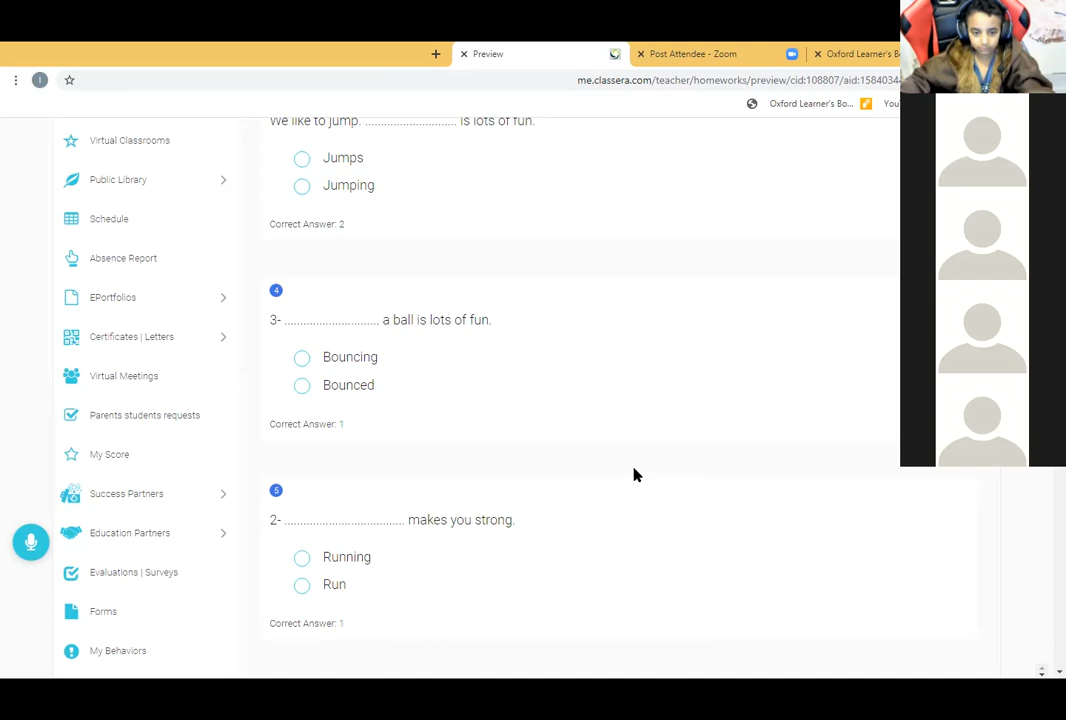 Preview
Post Attendee - Zoom
Oxford Learner's Bo
me.classera.com/teacher/homeworks/preview/cid:108807/aid:1584034
Oxford Learner's Bo...
You
Virtual Classrooms
Public Library
Schedule
Absence Report
EPortfolios
Certificates | Letters
Virtual Meetings
Parents students requests
My Score
Success Partners
Education Partners
Evaluations | Surveys
Forms
My Behaviors
We like to jump. ........................... is lots of fun.
Jumps
Jumping
Correct Answer: 2
4
3- ............................ a ball is lots of fun.
Bouncing
Bounced
Correct Answer: 1
5
2- .................................... makes you strong.
Running
Run
Correct Answer: 1